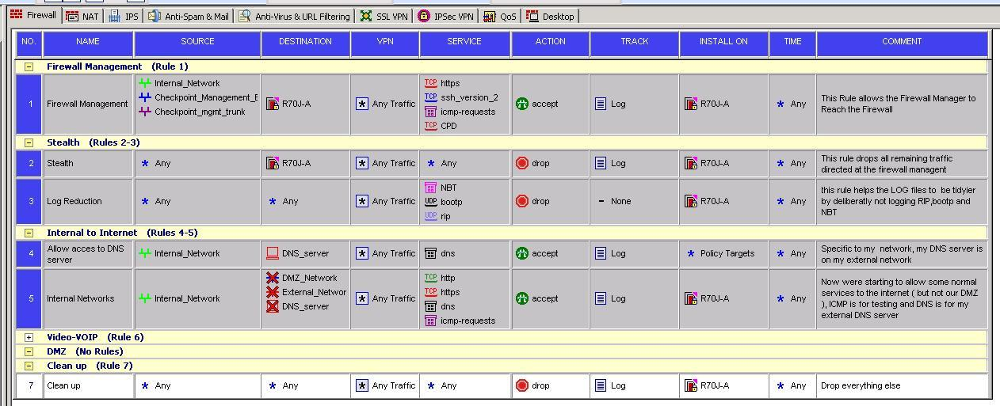 Firewall NAT IPS Anti-Spam & Mail Anti-Virus & URL Filtering SSL VPN IPSec VPN QoS Desktop
NO. NAME SOURCE DESTINATION VPN SERVICE ACTION TRACK INSTALL ON TIME COMMENT
Firewall Management (Rule 1)
1
Firewall Management
Internal_Network
Checkpoint_Management_E
Checkpoint_mgmt_trunk
R70J-A
* Any Traffic
TCP https
TCP ssh_version_2
icmp-requests
TCP CPD
accept
Log
R70J-A
* Any
This Rule allows the Firewall Manager to
Reach the Firewall
Stealth (Rules 2-3)
2
Stealth
* Any
R70J-A
* Any Traffic
* Any
drop
Log
R70J-A
* Any
This rule drops all remaining traffic
directed at the firewall managent
3
Log Reduction
* Any
* Any
* Any Traffic
NBT
UDP bootp
UDP rip
drop
- None
R70J-A
* Any
this rule helps the LOG files to be tidyier
by deliberatly not logging RIP,bootp and
NBT
Internal to Internet (Rules 4-5)
4
Allow acces to DNS
server
Internal_Network
DNS_server
* Any Traffic
dns
accept
Log
* Policy Targets
* Any
Specific to my network, my DNS server is
on my external network
5
Internal Networks
Internal_Network
DMZ_Network
External_Networ
DNS_server
* Any Traffic
TCP http
TCP https
dns
icmp-requests
accept
Log
R70J-A
* Any
Now were starting to allow some normal
services to the internet ( but not our DMZ
), ICMP is for testing and DNS is for my
external DNS server
Video-VOIP (Rule 6)
DMZ (No Rules)
Clean up (Rule 7)
7
Clean up
* Any
* Any
* Any Traffic
* Any
drop
Log
R70J-A
* Any
Drop everything else